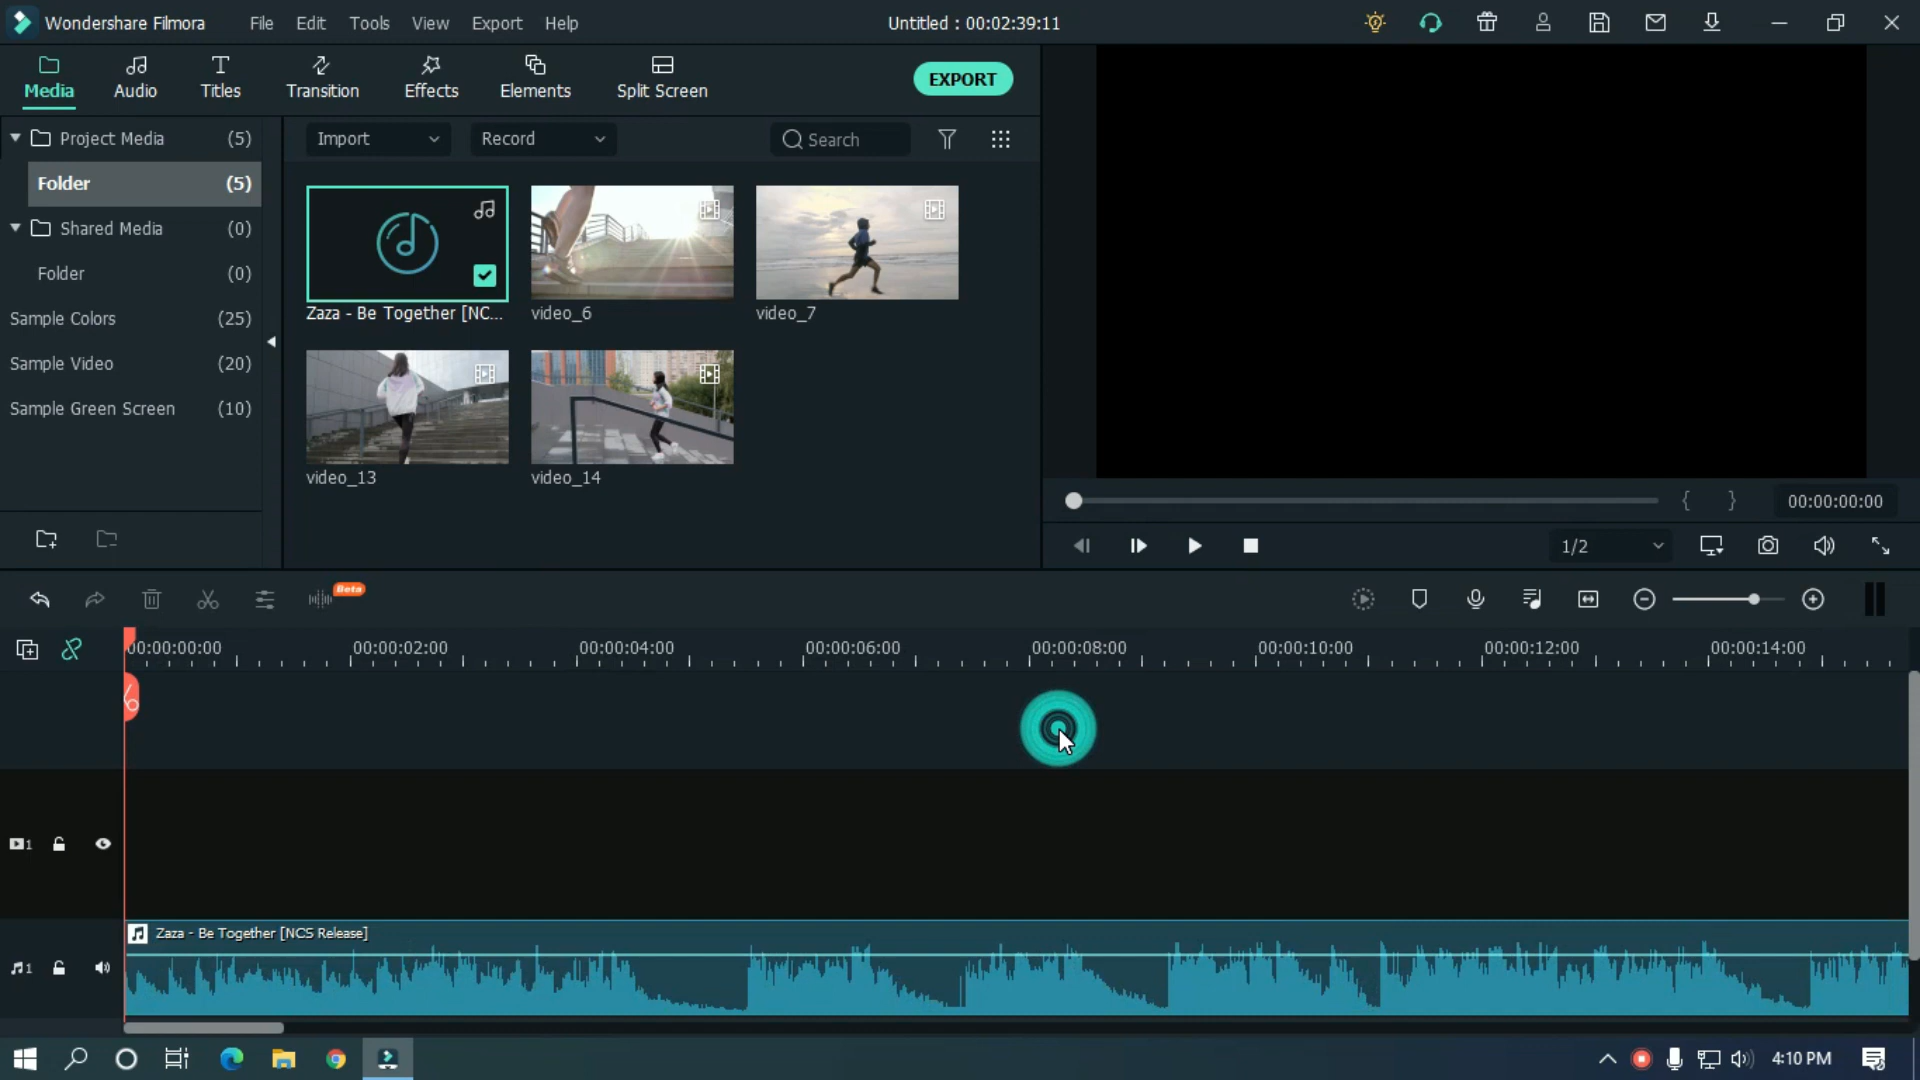 Wondershare Filmora File Edit Tools View Export Help Untitled : 00:02:39:11
Media Audio Titles Transition Effects Elements Split Screen EXPORT
Project Media (5)
Folder (5)
Shared Media (0)
Folder (0)
Sample Colors (25)
Sample Video (20)
Sample Green Screen (10)
Import Record Search
Zaza - Be Together [NC... video_6 video_7
video_13 video_14
{ } 00:00:00:00
1/2
Beta
00:00:00:00 00:00:02:00 00:00:04:00 00:00:06:00 00:00:08:00 00:00:10:00 00:00:12:00 00:00:14:00
1
Zaza - Be Together [NCS Release]
1
4:10 PM